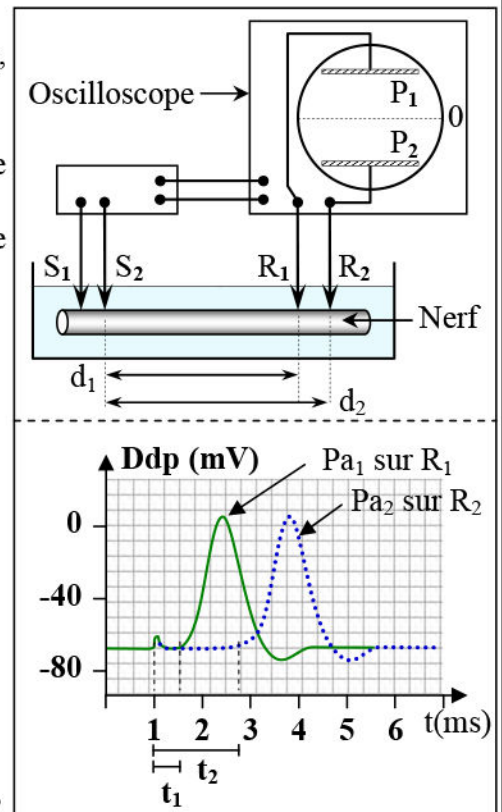 ,
Oscilloscope
P₁
0
P₂
e
e
S₁ S₂ R₁ R₂
Nerf
d₁
d₂
Ddp (mV)
Pa₁ sur R₁
Pa₂ sur R₂
0
-40
-80
1 2 3 4 5 6 t(ms)
t₂
t₁